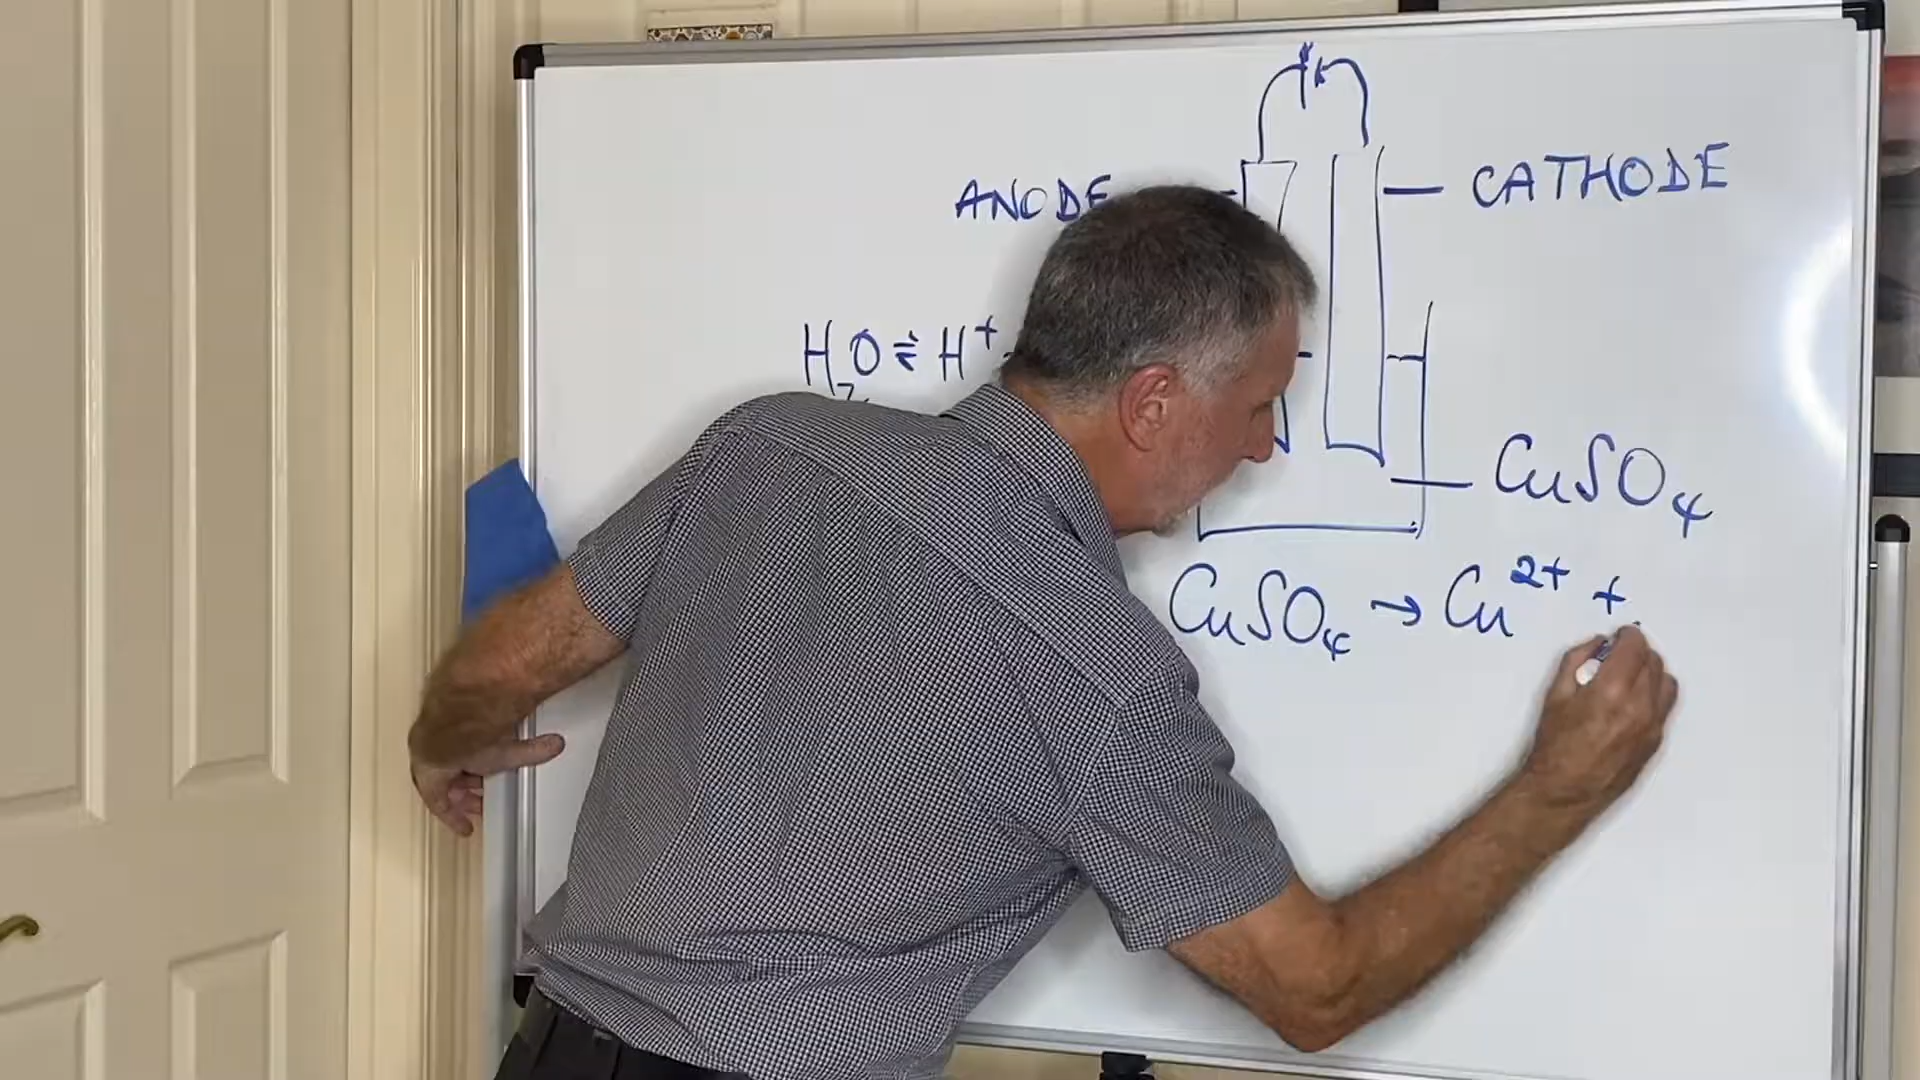 ANODE CATHODE
H₂O ⇌ H⁺
CuSO₄
CuSO₄ → Cu²⁺ +